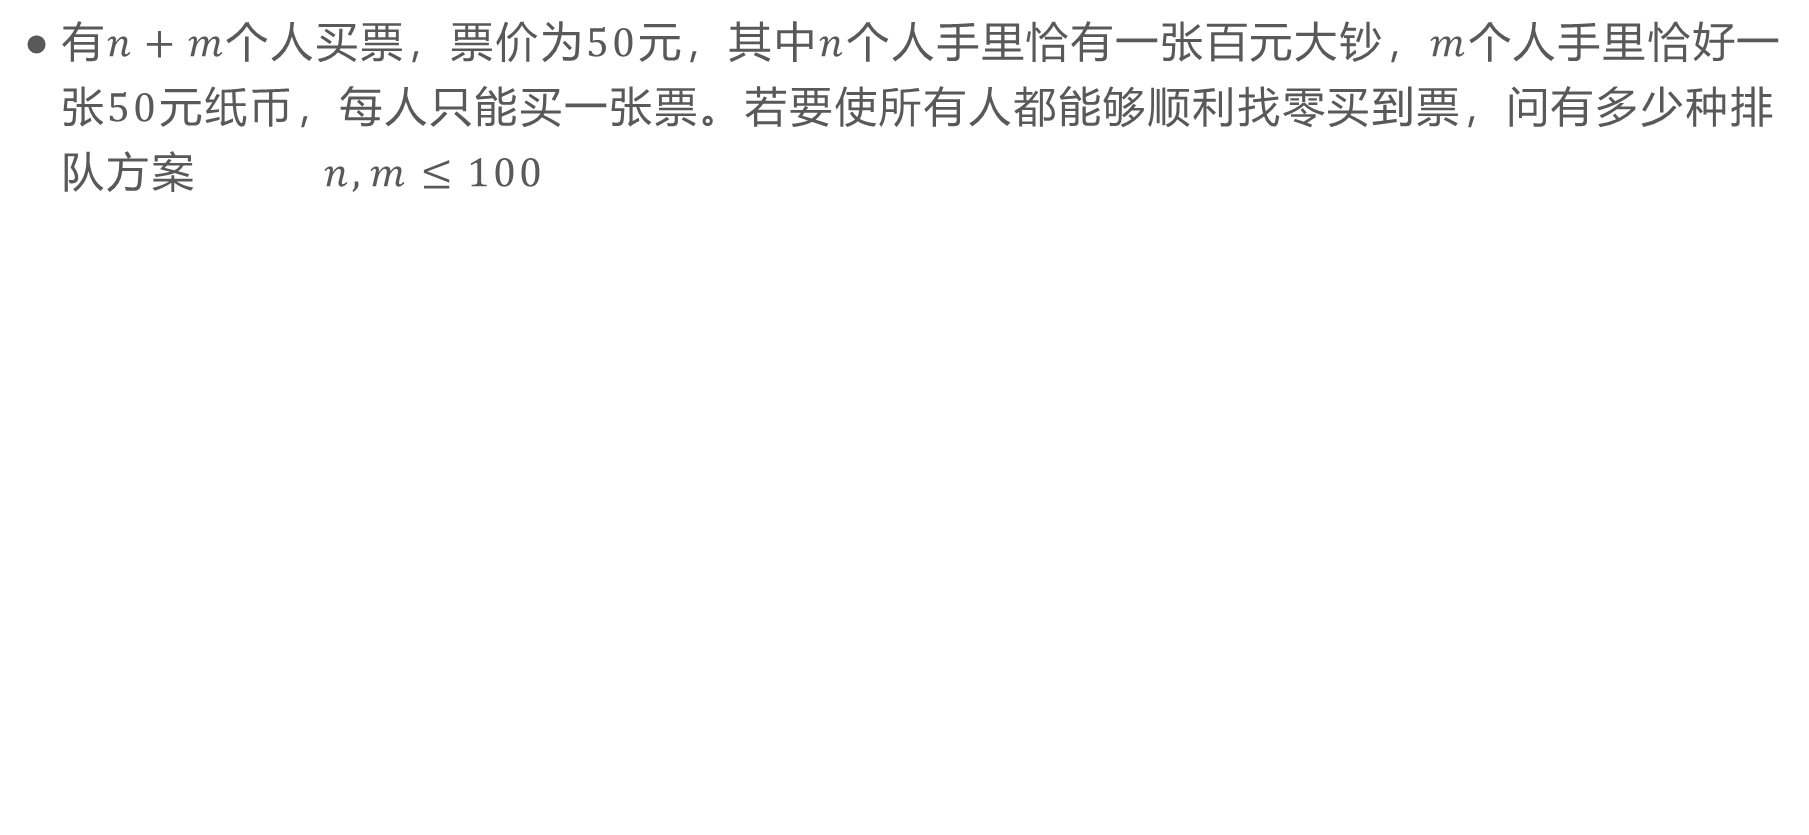 ● 有n + m个人买票，票价为50元，其中n个人手里恰有一张百元大钞，m个人手里恰好一
张50元纸币，每人只能买一张票。若要使所有人都能够顺利找零买到票，问有多少种排
队方案 n, m ≤ 100